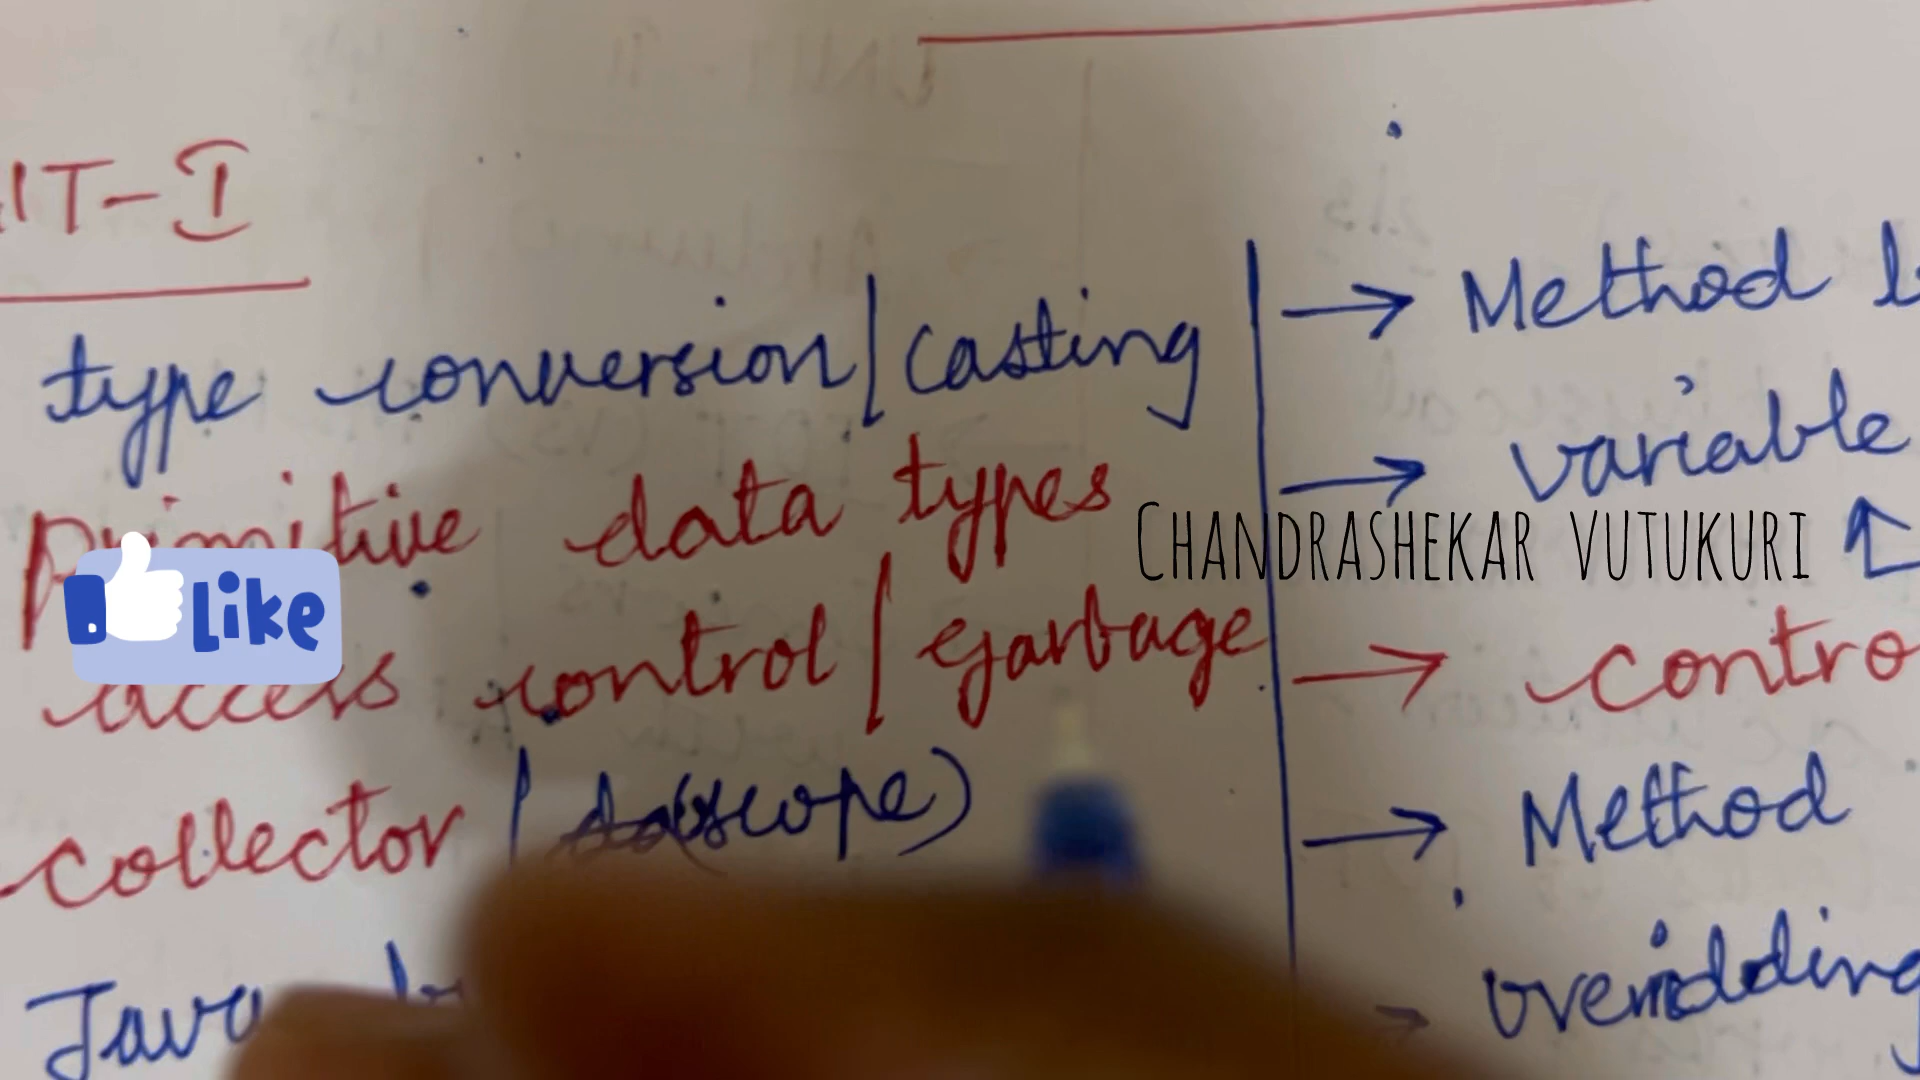 IT-I
type conversion/casting
primitive data types
access control/garbage
collector/ (scope)
Java
→ Method
→ variable
CHANDRASHEKAR VUTUKURI
→ contro
→ Method
→ overridding
Like